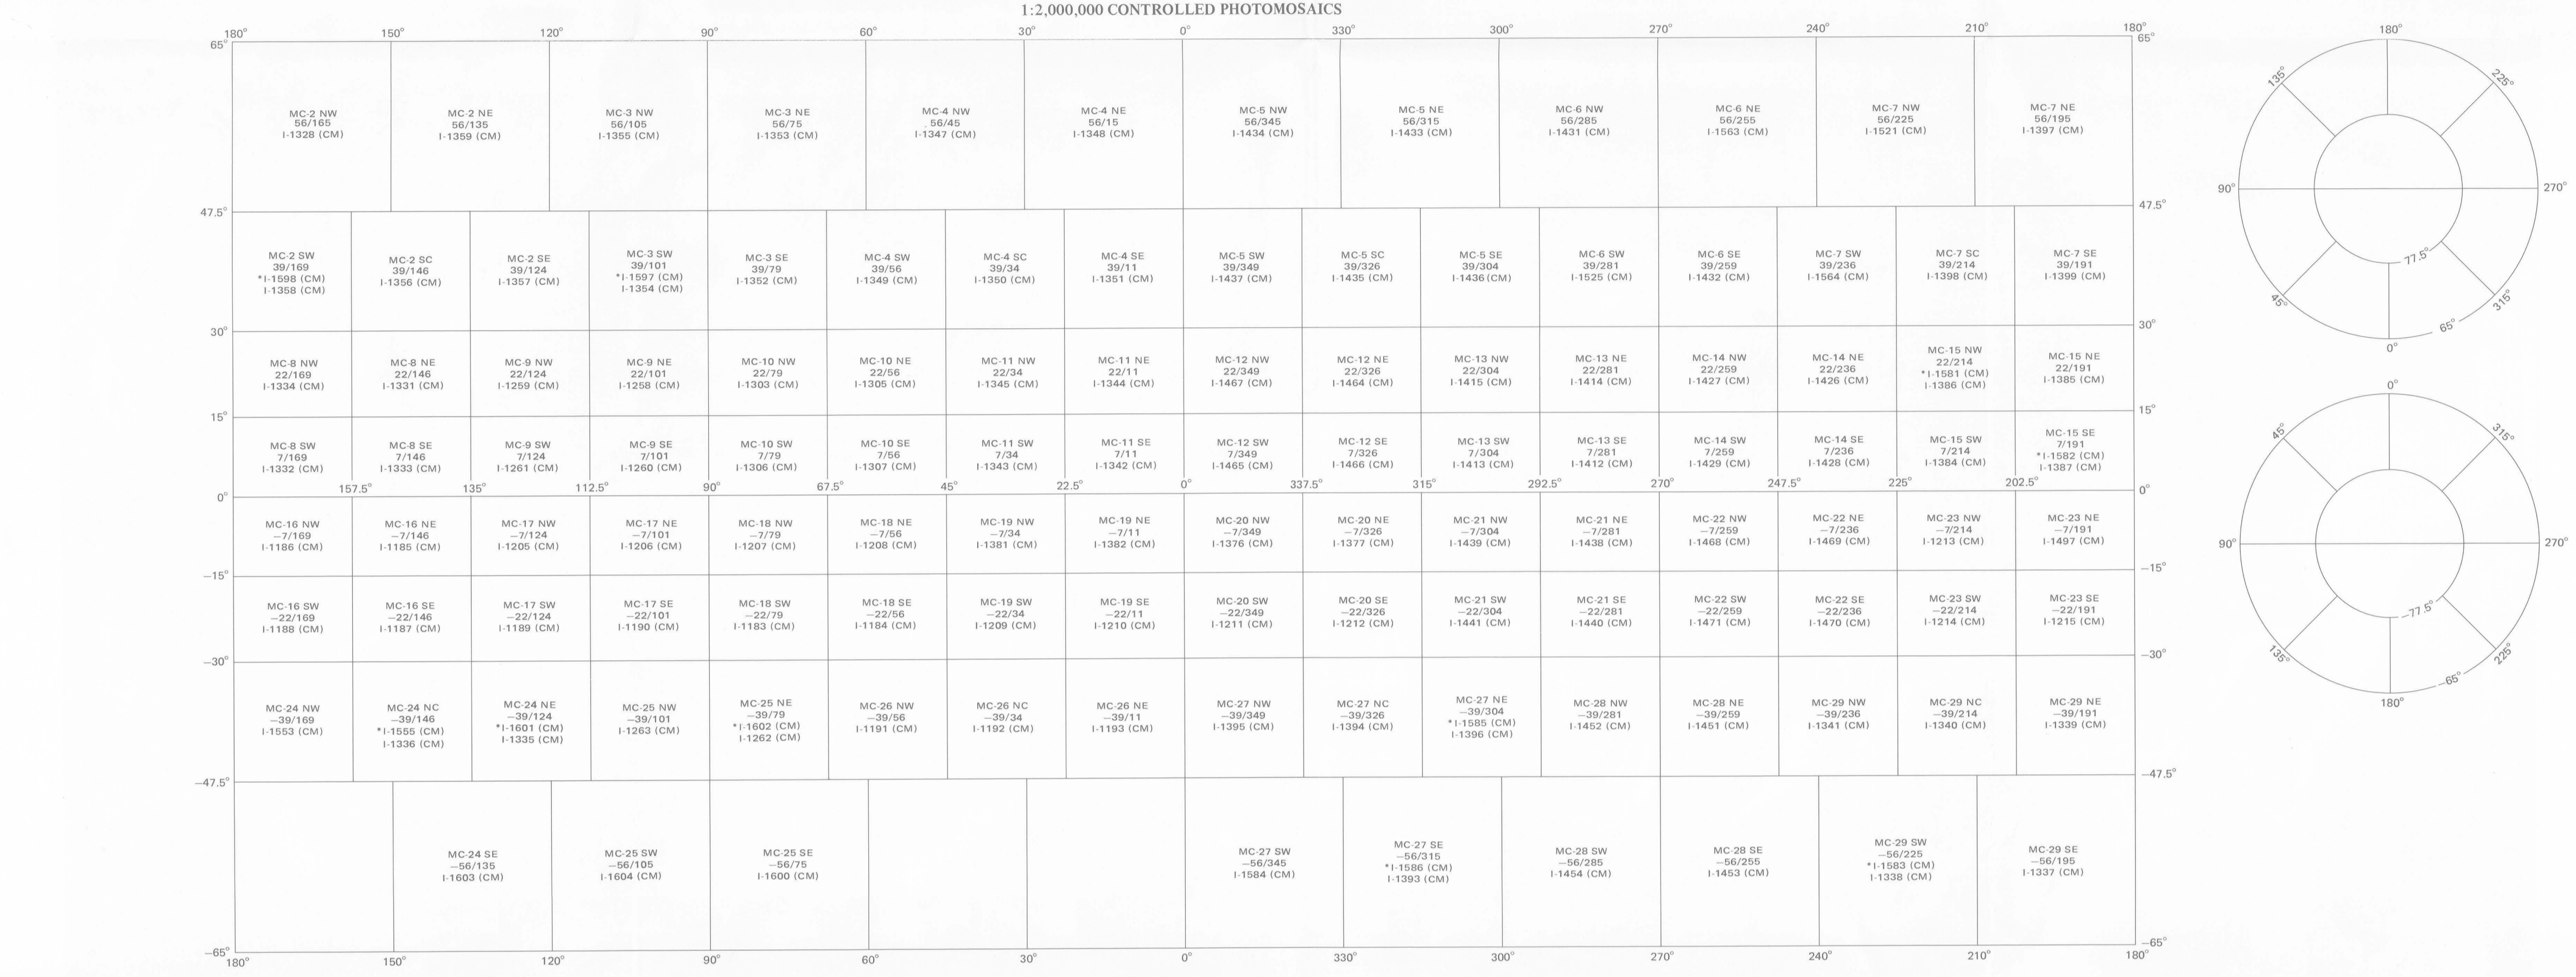 1:2,000,000 CONTROLLED PHOTOMOSAICS
180° 150° 120° 90° 60° 30° 0° 330° 300° 270° 240° 210° 180°
65° 65°
MC-2 NW
56/165
I-1328 (CM)
MC-2 NE
56/135
I-1359 (CM)
MC-3 NW
56/105
I-1355 (CM)
MC-3 NE
56/75
I-1353 (CM)
MC-4 NW
56/45
I-1347 (CM)
MC-4 NE
56/15
I-1348 (CM)
MC-5 NW
56/345
I-1434 (CM)
MC-5 NE
56/315
I-1433 (CM)
MC-6 NW
56/285
I-1431 (CM)
MC-6 NE
56/255
I-1563 (CM)
MC-7 NW
56/225
I-1521 (CM)
MC-7 NE
56/195
I-1397 (CM)
47.5° 47.5°
MC-2 SW
39/169
*I-1598 (CM)
I-1358 (CM)
MC-2 SC
39/146
I-1356 (CM)
MC-2 SE
39/124
I-1357 (CM)
MC-3 SW
39/101
*I-1597 (CM)
I-1354 (CM)
MC-3 SE
39/79
I-1352 (CM)
MC-4 SW
39/56
I-1349 (CM)
MC-4 SC
39/34
I-1350 (CM)
MC-4 SE
39/11
I-1351 (CM)
MC-5 SW
39/349
I-1437 (CM)
MC-5 SC
39/326
I-1435 (CM)
MC-5 SE
39/304
I-1436 (CM)
MC-6 SW
39/281
I-1525 (CM)
MC-6 SE
39/259
I-1432 (CM)
MC-7 SW
39/236
I-1564 (CM)
MC-7 SC
39/214
I-1398 (CM)
MC-7 SE
39/191
I-1399 (CM)
30° 30°
MC-8 NW
22/169
I-1334 (CM)
MC-8 NE
22/146
I-1331 (CM)
MC-9 NW
22/124
I-1259 (CM)
MC-9 NE
22/101
I-1258 (CM)
MC-10 NW
22/79
I-1303 (CM)
MC-10 NE
22/56
I-1305 (CM)
MC-11 NW
22/34
I-1345 (CM)
MC-11 NE
22/11
I-1344 (CM)
MC-12 NW
22/349
I-1467 (CM)
MC-12 NE
22/326
I-1464 (CM)
MC-13 NW
22/304
I-1415 (CM)
MC-13 NE
22/281
I-1414 (CM)
MC-14 NW
22/259
I-1427 (CM)
MC-14 NE
22/236
I-1426 (CM)
MC-15 NW
22/214
*I-1581 (CM)
I-1386 (CM)
MC-15 NE
22/191
I-1385 (CM)
15° 15°
MC-8 SW
7/169
I-1332 (CM)
MC-8 SE
7/146
I-1333 (CM)
MC-9 SW
7/124
I-1261 (CM)
MC-9 SE
7/101
I-1260 (CM)
MC-10 SW
7/79
I-1306 (CM)
MC-10 SE
7/56
I-1307 (CM)
MC-11 SW
7/34
I-1343 (CM)
MC-11 SE
7/11
I-1342 (CM)
MC-12 SW
7/349
I-1465 (CM)
MC-12 SE
7/326
I-1466 (CM)
MC-13 SW
7/304
I-1413 (CM)
MC-13 SE
7/281
I-1412 (CM)
MC-14 SW
7/259
I-1429 (CM)
MC-14 SE
7/236
I-1428 (CM)
MC-15 SW
7/214
I-1384 (CM)
MC-15 SE
7/191
*I-1582 (CM)
I-1387 (CM)
157.5° 135° 112.5° 90° 67.5° 45° 22.5° 0° 337.5° 315° 292.5° 270° 247.5° 225° 202.5°
0° 0°
MC-16 NW
−7/169
I-1186 (CM)
MC-16 NE
−7/146
I-1185 (CM)
MC-17 NW
−7/124
I-1205 (CM)
MC-17 NE
−7/101
I-1206 (CM)
MC-18 NW
−7/79
I-1207 (CM)
MC-18 NE
−7/56
I-1208 (CM)
MC-19 NW
−7/34
I-1381 (CM)
MC-19 NE
−7/11
I-1382 (CM)
MC-20 NW
−7/349
I-1376 (CM)
MC-20 NE
−7/326
I-1377 (CM)
MC-21 NW
−7/304
I-1439 (CM)
MC-21 NE
−7/281
I-1438 (CM)
MC-22 NW
−7/259
I-1468 (CM)
MC-22 NE
−7/236
I-1469 (CM)
MC-23 NW
−7/214
I-1213 (CM)
MC-23 NE
−7/191
I-1497 (CM)
−15° −15°
MC-16 SW
−22/169
I-1188 (CM)
MC-16 SE
−22/146
I-1187 (CM)
MC-17 SW
−22/124
I-1189 (CM)
MC-17 SE
−22/101
I-1190 (CM)
MC-18 SW
−22/79
I-1183 (CM)
MC-18 SE
−22/56
I-1184 (CM)
MC-19 SW
−22/34
I-1209 (CM)
MC-19 SE
−22/11
I-1210 (CM)
MC-20 SW
−22/349
I-1211 (CM)
MC-20 SE
−22/326
I-1212 (CM)
MC-21 SW
−22/304
I-1441 (CM)
MC-21 SE
−22/281
I-1440 (CM)
MC-22 SW
−22/259
I-1471 (CM)
MC-22 SE
−22/236
I-1470 (CM)
MC-23 SW
−22/214
I-1214 (CM)
MC-23 SE
−22/191
I-1215 (CM)
−30° −30°
MC-24 NW
−39/169
I-1553 (CM)
MC-24 NC
−39/146
*I-1555 (CM)
I-1336 (CM)
MC-24 NE
−39/124
*I-1601 (CM)
I-1335 (CM)
MC-25 NW
−39/101
I-1263 (CM)
MC-25 NE
−39/79
*I-1602 (CM)
I-1262 (CM)
MC-26 NW
−39/56
I-1191 (CM)
MC-26 NC
−39/34
I-1192 (CM)
MC-26 NE
−39/11
I-1193 (CM)
MC-27 NW
−39/349
I-1395 (CM)
MC-27 NC
−39/326
I-1394 (CM)
MC-27 NE
−39/304
*I-1585 (CM)
I-1396 (CM)
MC-28 NW
−39/281
I-1452 (CM)
MC-28 NE
−39/259
I-1451 (CM)
MC-29 NW
−39/236
I-1341 (CM)
MC-29 NC
−39/214
I-1340 (CM)
MC-29 NE
−39/191
I-1339 (CM)
−47.5° −47.5°
MC-24 SE
−56/135
I-1603 (CM)
MC-25 SW
−56/105
I-1604 (CM)
MC-25 SE
−56/75
I-1600 (CM)
MC-27 SW
−56/345
I-1584 (CM)
MC-27 SE
−56/315
*I-1586 (CM)
I-1393 (CM)
MC-28 SW
−56/285
I-1454 (CM)
MC-28 SE
−56/255
I-1453 (CM)
MC-29 SW
−56/225
*I-1583 (CM)
I-1338 (CM)
MC-29 SE
−56/195
I-1337 (CM)
−65° −65°
180° 150° 120° 90° 60° 30° 0° 330° 300° 270° 240° 210° 180°
180°
135° 225°
90° 270°
77.5°
45° 315°
65°
0°
0°
45° 315°
90° 270°
−77.5°
135° 225°
−65°
180°